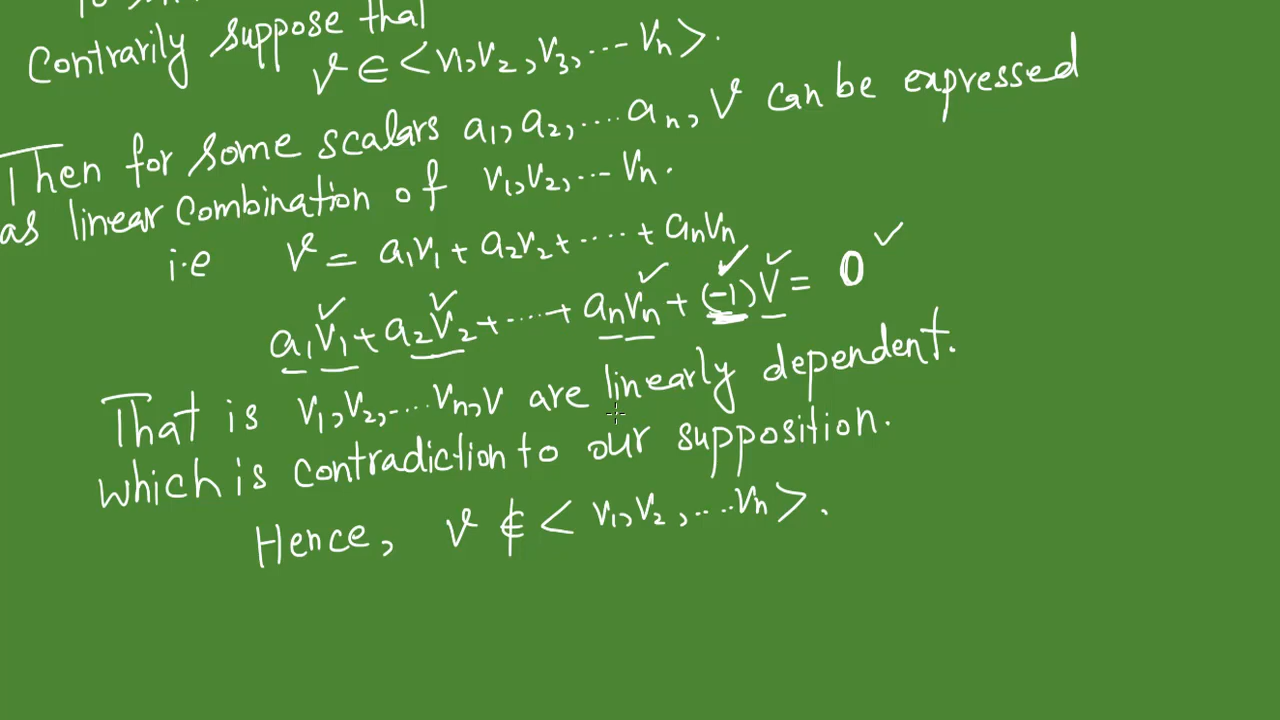 Contrarily suppose that
v ∈ < v1, v2, v3, .... vn >.
Then for some scalars a1, a2, .... an, v can be expressed
as linear combination of v1, v2, ... vn.
i.e v = a1v1 + a2v2 + ..... + anvn
a1v1 + a2v2 + ..... + anvn + (-1)v = 0
That is v1, v2, ..... vn, v are linearly dependent.
which is contradiction to our supposition.
Hence, v ∉ < v1, v2, .... vn >.